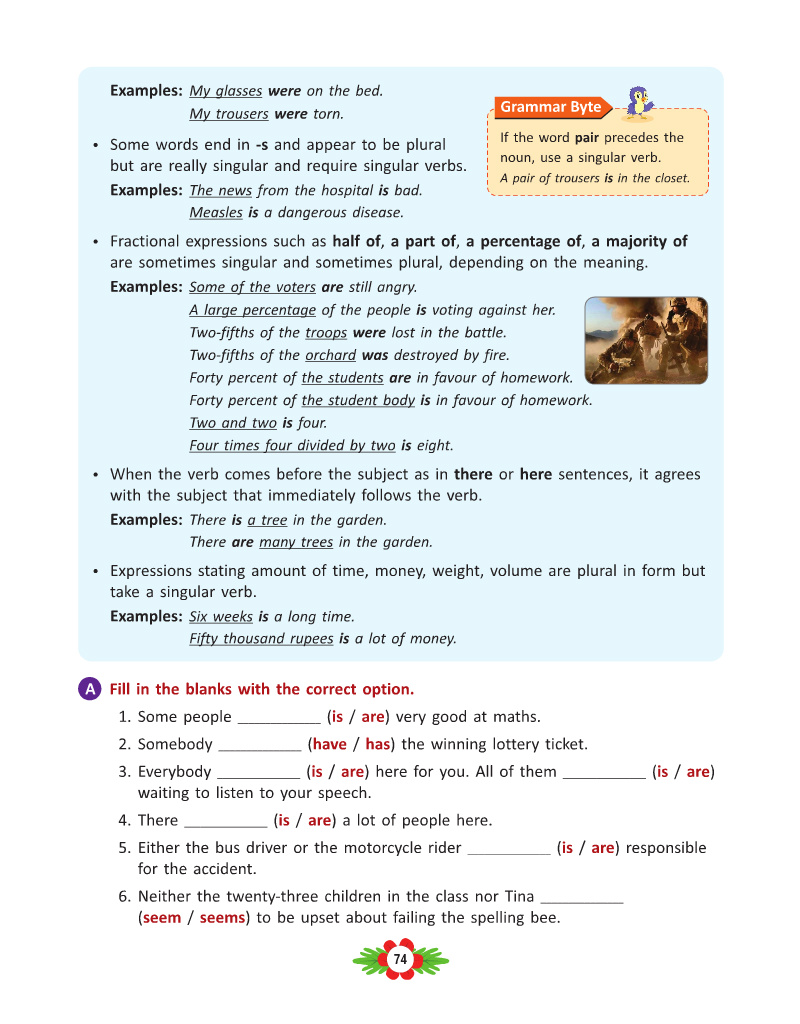 Examples: My glasses were on the bed.
My trousers were torn.
Grammar Byte
If the word pair precedes the
noun, use a singular verb.
A pair of trousers is in the closet.
• Some words end in -s and appear to be plural
but are really singular and require singular verbs.
Examples: The news from the hospital is bad.
Measles is a dangerous disease.
• Fractional expressions such as half of, a part of, a percentage of, a majority of
are sometimes singular and sometimes plural, depending on the meaning.
Examples: Some of the voters are still angry.
A large percentage of the people is voting against her.
Two-fifths of the troops were lost in the battle.
Two-fifths of the orchard was destroyed by fire.
Forty percent of the students are in favour of homework.
Forty percent of the student body is in favour of homework.
Two and two is four.
Four times four divided by two is eight.
• When the verb comes before the subject as in there or here sentences, it agrees
with the subject that immediately follows the verb.
Examples: There is a tree in the garden.
There are many trees in the garden.
• Expressions stating amount of time, money, weight, volume are plural in form but
take a singular verb.
Examples: Six weeks is a long time.
Fifty thousand rupees is a lot of money.
A Fill in the blanks with the correct option.
1. Some people __________ (is / are) very good at maths.
2. Somebody __________ (have / has) the winning lottery ticket.
3. Everybody __________ (is / are) here for you. All of them __________ (is / are)
waiting to listen to your speech.
4. There __________ (is / are) a lot of people here.
5. Either the bus driver or the motorcycle rider __________ (is / are) responsible
for the accident.
6. Neither the twenty-three children in the class nor Tina __________
(seem / seems) to be upset about failing the spelling bee.
74